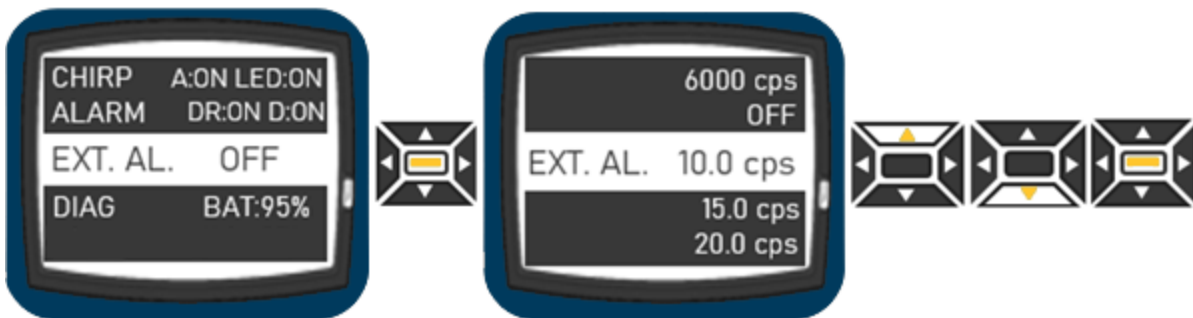 CHIRP A:ON LED:ON
ALARM DR:ON D:ON
EXT. AL. OFF
DIAG BAT:95%
6000 cps
OFF
EXT. AL. 10.0 cps
15.0 cps
20.0 cps